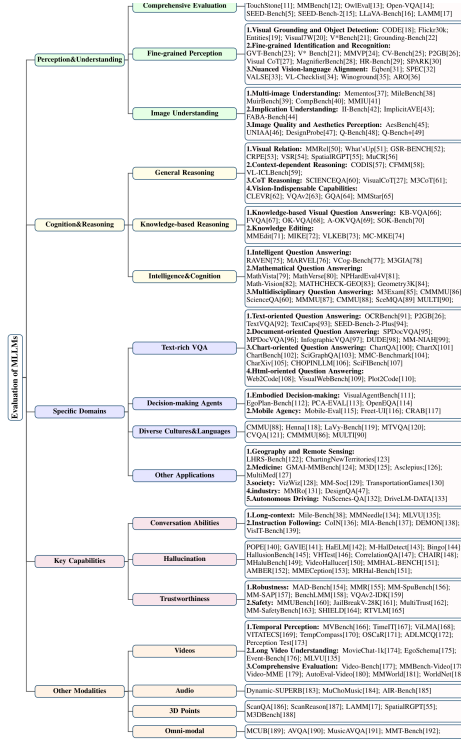 Comprehensive Evaluation
TouchStone[11], MMBench[12], OwlEval[13], Open-VQA[14],
SEED-Bench[5], SEED-Bench-2[15], LLaVA-Bench[16], LAMM[17]
Perception&Understanding
Fine-grained Perception
1.Visual Grounding and Object Detection: CODE[18], Flickr30k,
Entities[19], Visual7W[20], V*Bench[21], Grounding-Bench[22]
2.Fine-grained Identification and Recognition:
GVT-Bench[23], V* Bench[21], MMVP[24], CV-Bench[25], P2GB[26],
Visual CoT[27], MagnifierBench[28], HR-Bench[29], SPARK[30]
3.Nuanced Vision-language Alignment: Eqben[31], SPEC[32],
VALSE[33], VL-CheckList[34], Winoground[35], ARO[36]
Image Understanding
1.Multi-image Understanding: Mementos[37], MileBench[38]
MuirBench[39], CompBench[40], MMIU[41]
2.Implication Understanding: II-Bench[42], ImplicitAVE[43],
FABA-Bench[44]
3.Image Quality and Aesthetics Perception: AesBench[45],
UNIAA[46], DesignProbe[47], Q-Bench[48], Q-Bench+[49]
Evaluation of MLLMs
Cognition&Reasoning
General Reasoning
1.Visual Relation: MMRel[50], What'sUp[51], GSR-BENCH[52],
CRPE[53], VSR[54], SpatialRGPT[55], MuCR[56]
2.Context-dependent Reasoning: CODIS[57], CFMM[58],
VL-ICLBench[59],
3.CoT Reasoning: SCIENCEQA[60], VisualCoT[27], M3CoT[61],
4.Vision-Indispensable Capabilities:
CLEVR[62], VQAv2[63], GQA[64], MMStar[65]
Knowledge-based Reasoning
1.Knowledge-based Visual Question Answering: KB-VQA[66],
FVQA[67], OK-VQA[68], A-OKVQA[69], SOK-Bench[70]
2.Knowledge Editing:
MMEdit[71], MIKE[72], VLKEB[73], MC-MKE[74]
Intelligence&Cognition
1.Intelligent Question Answering:
RAVEN[75], MARVEL[76], VCog-Bench[77], M3GIA[78]
2.Mathematical Question Answering:
MathVista[79], MathVerse[80], NPHardEval4V[81],
Math-Vision[82], MATHCHECK-GEO[83], Geometry3K[84],
3.Multidisciplinary Question Answering: M3Exam[85], CMMMU[86]
ScienceQA[60], MMMU[87], CMMU[88], SceMQA[89], MULTI[90],
Specific Domains
Text-rich VQA
1.Text-oriented Question Answering: OCRBench[91], P2GB[26],
TextVQA[92], TextCaps[93], SEED-Bench-2-Plus[94],
2.Document-oriented Question Answering: SPDocVQA[95],
MPDocVQA[96], InfographicVQA[97], DUDE[98], MM-NIAH[99],
3.Chart-oriented Question Answering: ChartQA[100], ChartX[101]
ChartBench[102], SciGraphQA[103], MMC-Benchmark[104],
CharXiv[105], CHOPINLLM[106], SciFIBench[107]
4.Html-oriented Question Answering:
Web2Code[108], VisualWebBench[109], Plot2Code[110],
Decision-making Agents
1.Embodied Decision-making: VisualAgentBench[111],
EgoPlan-Bench[112], PCA-EVAL[113], OpenEQA[114]
2.Mobile Agency: Mobile-Eval[115], Freet-UI[116], CRAB[117]
Diverse Cultures&Languages
CMMU[88], Henna[118], LaVy-Bench[119], MTVQA[120],
CVQA[121], CMMMU[86], MULTI[90]
Other Applications
1.Geography and Remote Sensing:
LHRS-Bench[122], ChartingNewTerritories[123]
2.Medicine: GMAI-MMBench[124], M3D[125], Asclepius,[126],
MultiMed[127]
3.society: VizWiz[128], MM-Soc[129], TransportationGames[130]
4.industry: MMRo[131], DesignQA[47],
5.Autonomous Driving: NuScenes-QA[132], DriveLM-DATA[133]
Key Capabilities
Conversation Abilities
1.Long-context: Mile-Bench[38], MMNeedle[134], MLVU[135],
2.Instruction Following: CoIN[136], MIA-Bench[137], DEMON[138],
VisIT-Bench[139],
Hallucination
POPE[140], GAVIE[141], HaELM[142], M-HalDetect[143], Bingo[144]
HallusionBench[145], VHTest[146], CorrelationQA[147], CHAIR[148],
MHaluBench[149], VideoHallucer[150], MMHAL-BENCH[151],
AMBER[152], MMECeption[153], MRHal-Bench[151],
Trustworthiness
1.Robustness: MAD-Bench[154], MMR[155], MM-SpuBench[156],
MM-SAP[157], BenchLMM[158], VQAv2-IDK[159]
2.Safety: MMUBench[160], JailBreakV-28K[161], MultiTrust[162],
MM-SafetyBench[163], SHIELD[164], RTVLM[165]
Other Modalities
Videos
1.Temporal Perception: MVBench[166], TimeIT[167], ViLMA[168],
VITATECS[169], TempCompass[170], OSCaR[171], ADLMCQ[172],
Perception Test[173]
2.Long Video Understanding: MovieChat-1k[174], EgoSchema[175],
Event-Bench[176], MLVU[135]
3.Comprehensive Evaluation: Video-Bench[177], MMBench-Video[178
Video-MME [179], AutoEval-Video[180], MMWorld[181], WorldNet[18
Audio
Dynamic-SUPERB[183], MuChoMusic[184], AIR-Bench[185]
3D Points
ScanQA[186], ScanReason[187], LAMM[17], SpatialRGPT[55],
M3DBench[188]
Omni-modal
MCUB[189], AVQA[190], MusicAVQA[191], MMT-Bench[192],